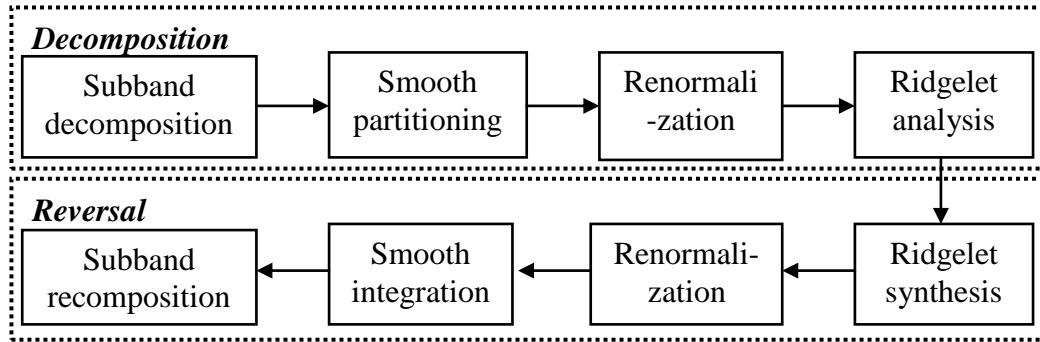 Decomposition
Subband
decomposition
Smooth
partitioning
Renormali
-zation
Ridgelet
analysis
Reversal
Subband
recomposition
Smooth
integration
Renormali-
zation
Ridgelet
synthesis